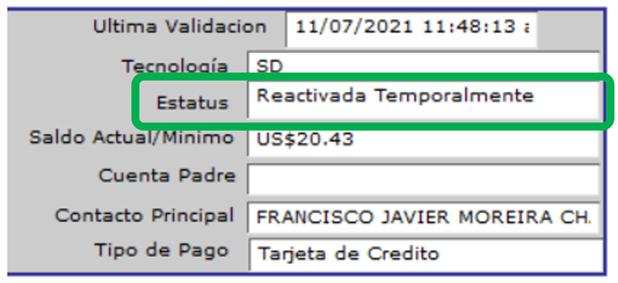 Ultima Validacion 11/07/2021 11:48:13
Tecnología SD
Estatus Reactivada Temporalmente
Saldo Actual/Minimo US$20.43
Cuenta Padre
Contacto Principal FRANCISCO JAVIER MOREIRA CH.
Tipo de Pago Tarjeta de Credito